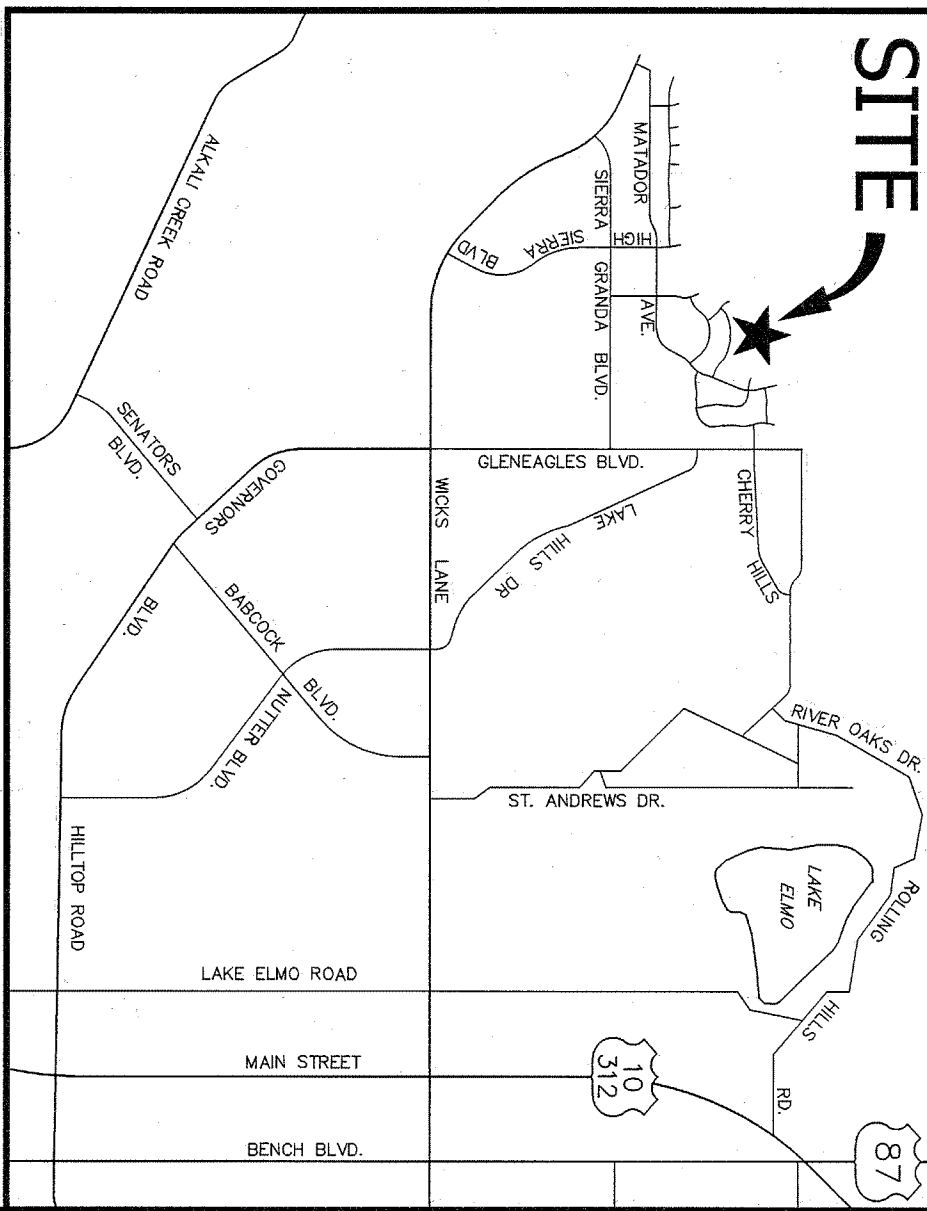 SITE
ALKALI CREEK ROAD
MATADOR
AVE.
SIERRA
GRANDA BLVD.
HIGH
SIERRA
BLVD
SENATORS
BLVD.
GOVERNORS
BLVD.
GLENEAGLES BLVD.
WICKS LANE
LAKE
HILLS DR
CHERRY
HILLS
BABCOCK
BLVD.
NUTTER BLVD.
RIVER OAKS DR.
ST. ANDREWS DR.
HILLTOP ROAD
LAKE
ELMO
ROLLING
HILLS
RD.
LAKE ELMO ROAD
MAIN STREET
10
312
87
BENCH BLVD.